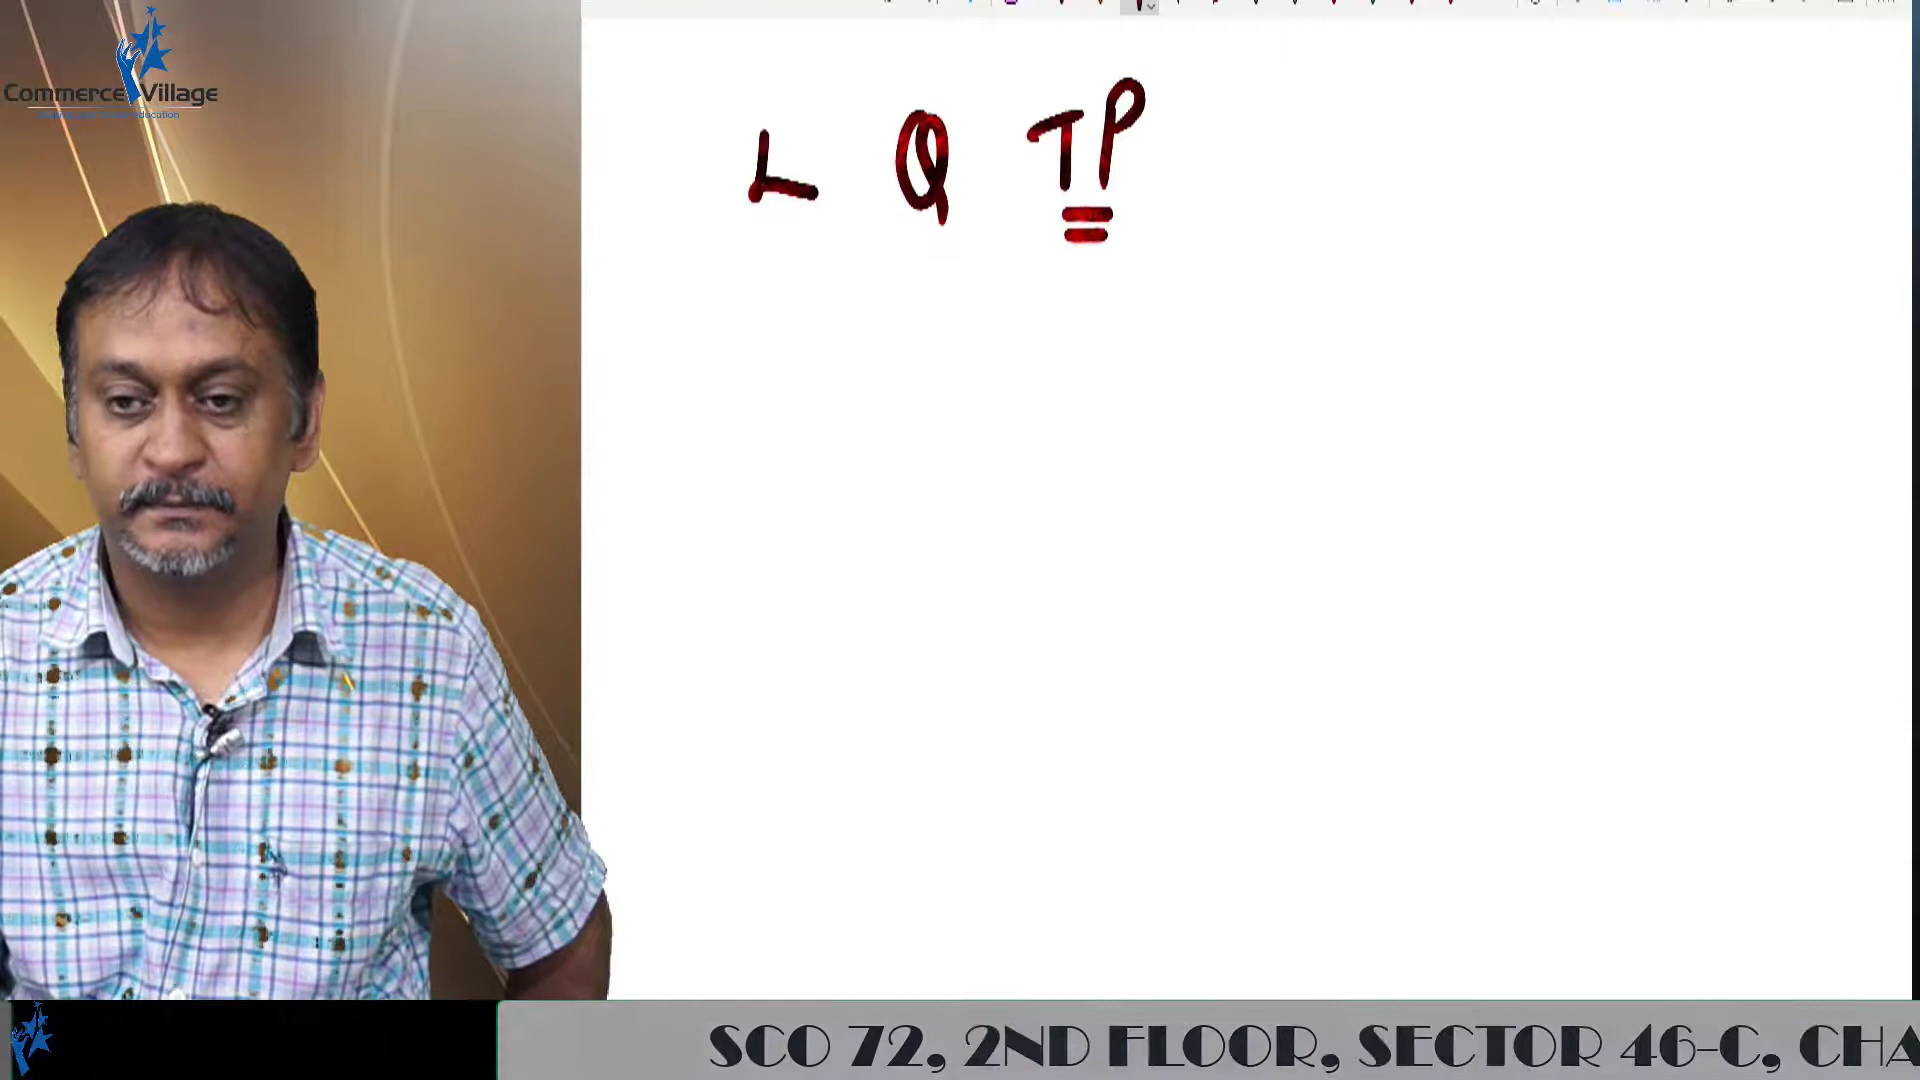 Commerce Village
L Q TP
SCO 72, 2ND FLOOR, SECTOR 46-C, CHA